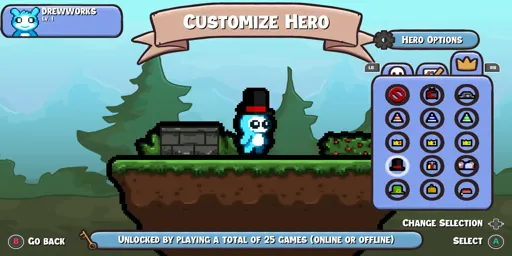 DREWWORKS
LV. 1
CUSTOMIZE HERO
HERO OPTIONS
LB
RB
CHANGE SELECTION
B GO BACK
UNLOCKED BY PLAYING A TOTAL OF 25 GAMES (ONLINE OR OFFLINE)
SELECT A